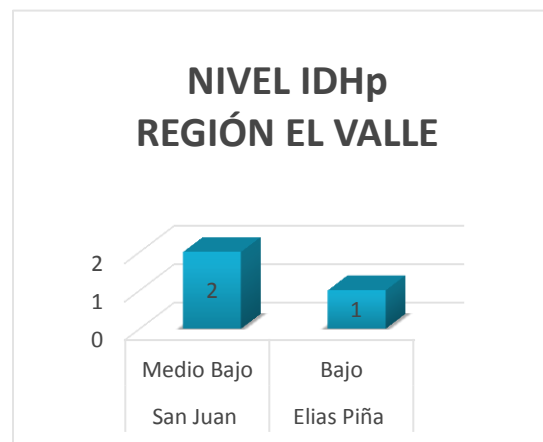 NIVEL IDHp
REGIÓN EL VALLE
2
1
0
2
1
Medio Bajo
Bajo
San Juan
Elias Piña